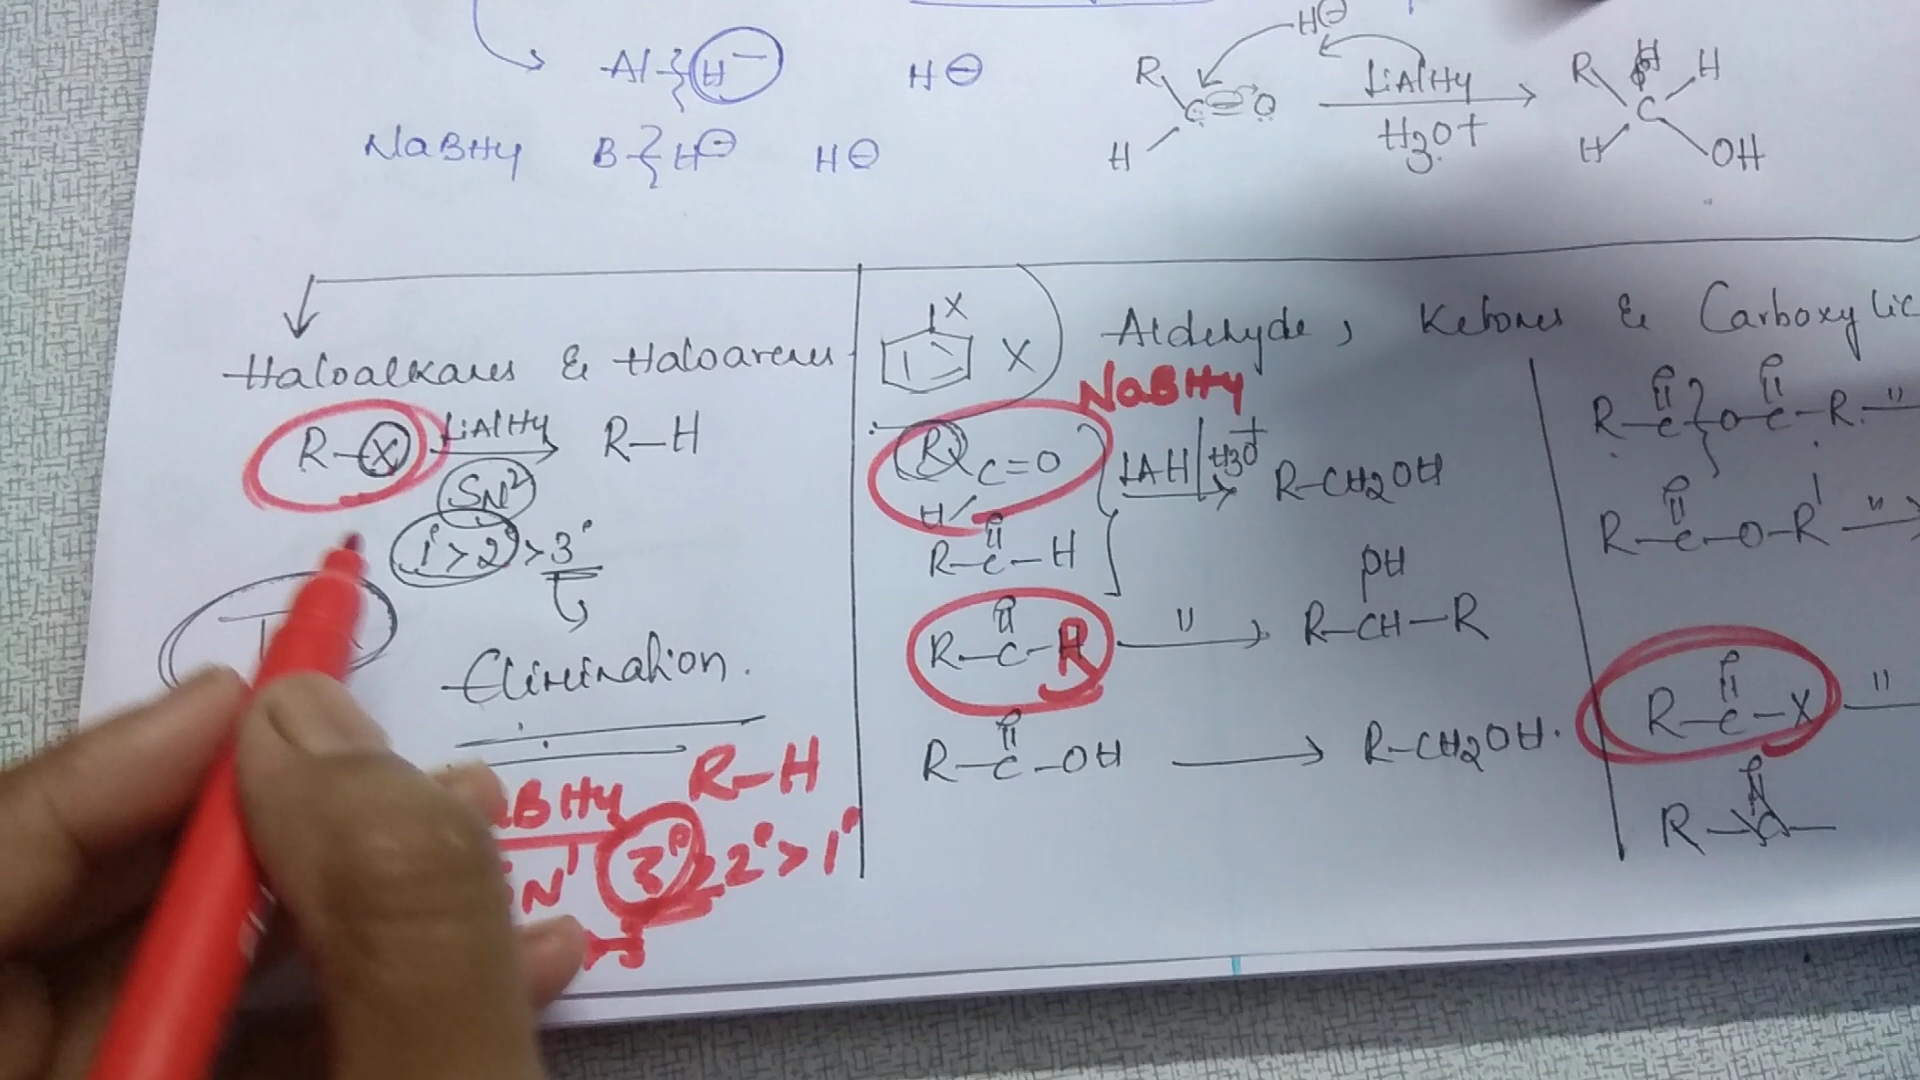 Al-}H⁻ H⊖
NaBH4 B-}H⊖ H⊖
H⊖
R
C=O
H
LiAlH4
H3O+
R H H
C
H OH
Haloalkanes & Haloarenes
R-X LiAlH4 R-H
SN2
1°>2°>3°
Elimination.
BH4 R-H
N1 3°>2°>1°
X
X
Aldehyde, Ketones & Carboxylic
NaBH4
R
C=O
H
LAH/H3O+ R-CH2OH
O
R-C-H
O
R-C-R " OH
R-CH-R
O
R-C-OH R-CH2OH.
O O
R-C-O-C-R "
O
R-C-O-R' "
O
R-C-X "
R-